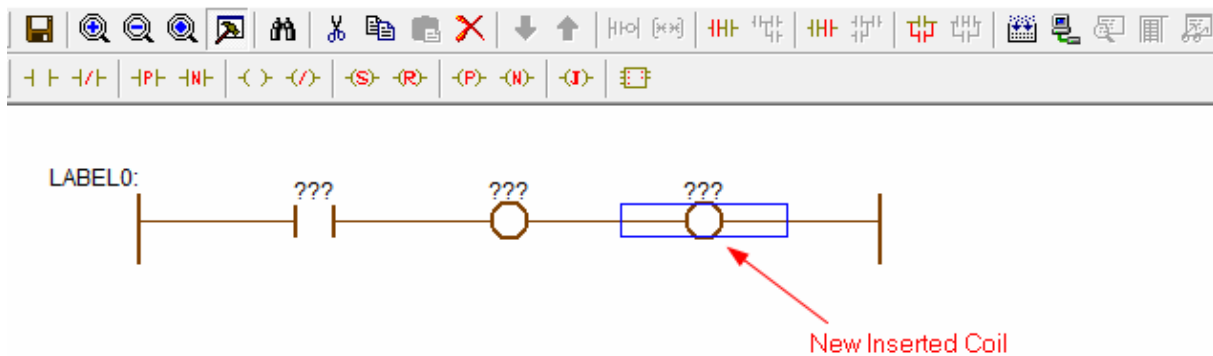 P N S R P N J
LABEL0:
??? ??? ???
New Inserted Coil